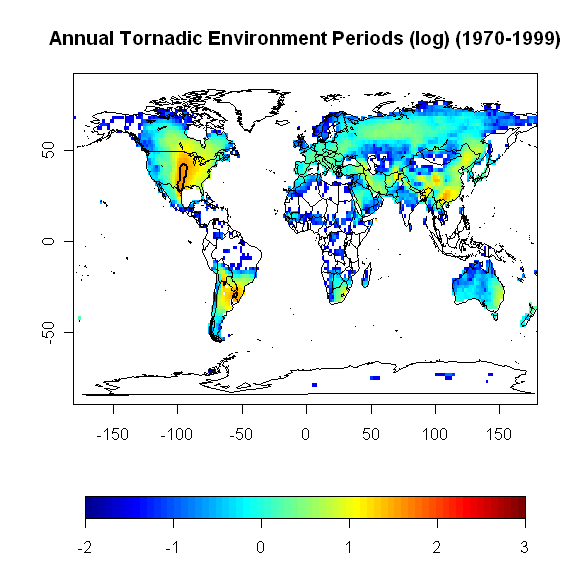 Annual Tornadic Environment Periods (log) (1970-1999)
50
0
-50
-150 -100 -50 0 50 100 150
-2 -1 0 1 2 3